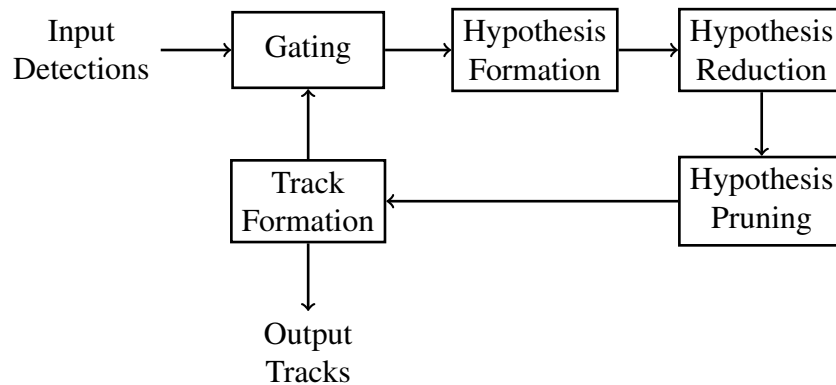 Input
Detections
Gating
Hypothesis
Formation
Hypothesis
Reduction
Track
Formation
Hypothesis
Pruning
Output
Tracks